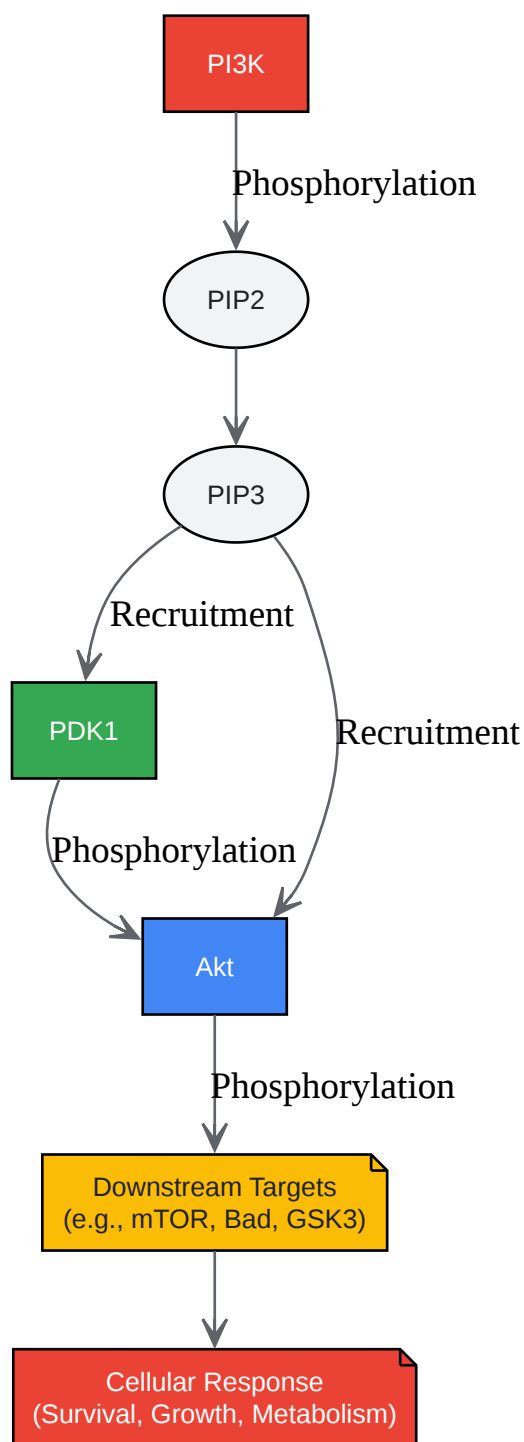 PI3K
Phosphorylation
PIP2
PIP3
Recruitment
PDK1
Recruitment
Phosphorylation
Akt
Phosphorylation
Downstream Targets
(e.g., mTOR, Bad, GSK3)
Cellular Response
(Survival, Growth, Metabolism)